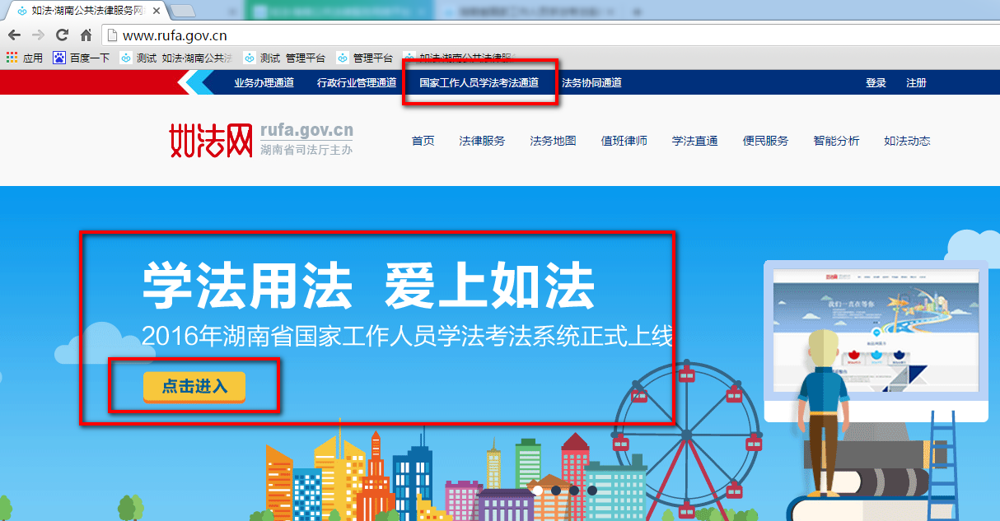 如法·湖南公共法律服务网
www.rufa.gov.cn
应用 百度一下 测试 如法·湖南公共法 测试 管理平台 管理平台 如法·湖南公共法律服
业务办理通道 行政行业管理通道 国家工作人员学法考法通道 法务协同通道 登录 注册
如法网 rufa.gov.cn
湖南省司法厅主办
首页 法律服务 法务地图 值班律师 学法直通 便民服务 智能分析 如法动态
学法用法 爱上如法
2016年湖南省国家工作人员学法考法系统正式上线
点击进入
我们一直在等你